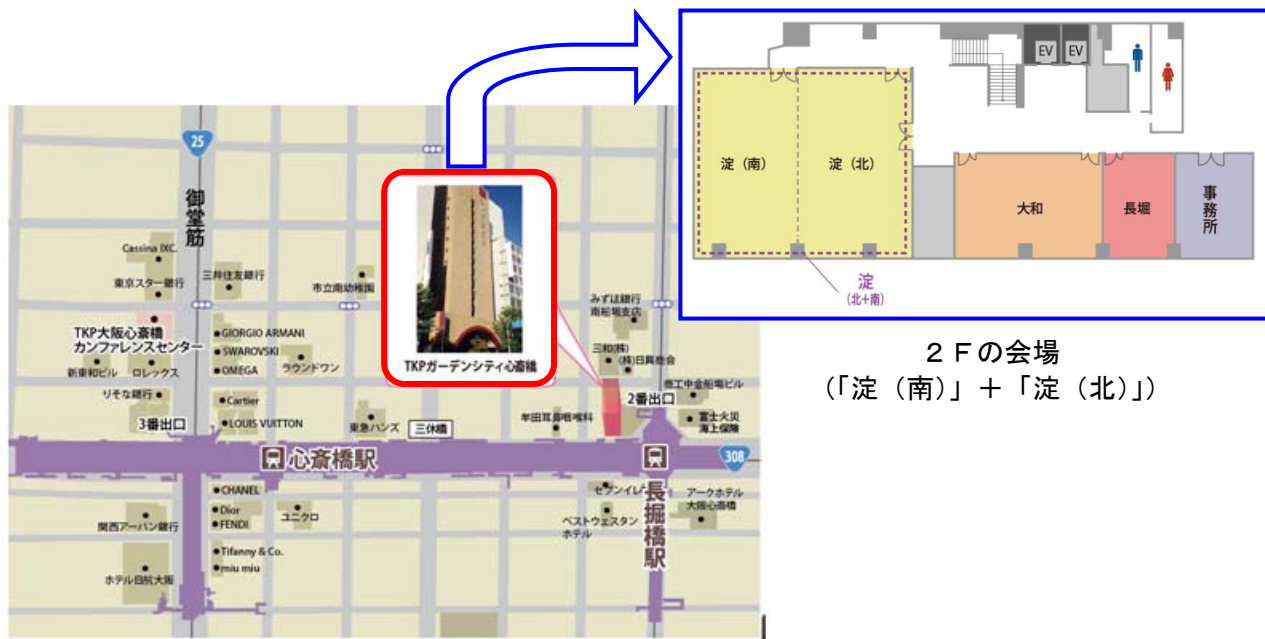 EV
EV
淀（南）
淀（北）
大和
長堀
事務所
淀
(北+南)
２Ｆの会場
（「淀（南）」＋「淀（北）」）
25
御堂筋
Cassina IXC.
東京スター銀行
三井住友銀行
市立南幼稚園
TKPガーデンシティ心斎橋
みずほ銀行
南船場支店
三和(株)
(株)日興商会
TKP大阪心斎橋
カンファレンスセンター
GIORGIO ARMANI
SWAROVSKI
OMEGA
ラウンドワン
新東和ビル
ロレックス
りそな銀行
Cartier
LOUIS VUITTON
3番出口
東急ハンズ
三休橋
牟田耳鼻咽喉科
2番出口
商工中金船場ビル
富士火災
海上保険
心斎橋駅
308
長堀橋駅
CHANEL
Dior
FENDI
ユニクロ
関西アーバン銀行
Tifanny & Co.
miu miu
ホテル日航大阪
セブンイレ
ベストウェスタン
ホテル
アークホテル
大阪心斎橋